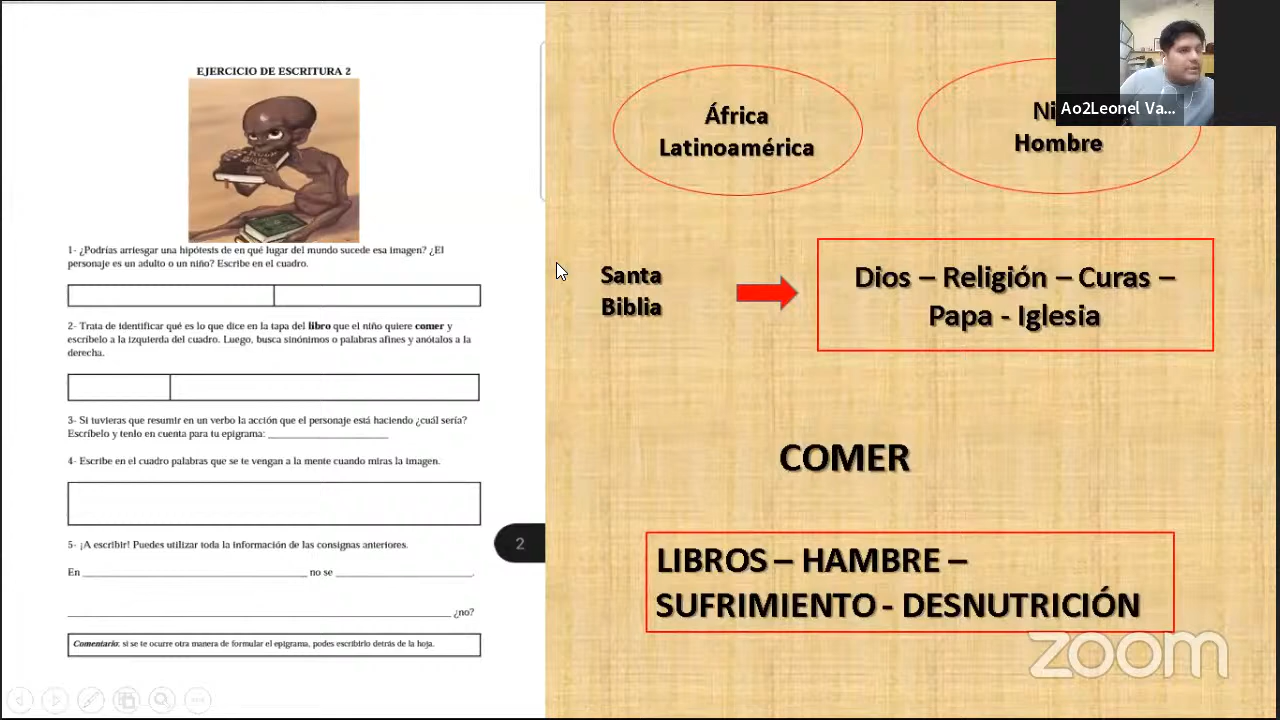 EJERCICIO DE ESCRITURA 2
1- ¿Podrías arriesgar una hipótesis de en qué lugar del mundo sucede esa imagen? ¿El
personaje es un adulto o un niño? Escribe en el cuadro.
2- Trata de identificar qué es lo que dice en la tapa del libro que el niño quiere comer y
escríbelo a la izquierda del cuadro. Luego, busca sinónimos o palabras afines y anótalos a la
derecha.
3- Si tuvieras que resumir en un verbo la acción que el personaje está haciendo ¿cuál sería?
Escríbelo y tenlo en cuenta para tu epigrama: ____________________
4- Escribe en el cuadro palabras que se te vengan a la mente cuando miras la imagen.
5- ¡A escribir! Puedes utilizar toda la información de las consignas anteriores.
En ____________________ no se ____________________.
____________________ ¿no?
Comentario: si se te ocurre otra manera de formular el epigrama, podes escribirlo detrás de la hoja.
2
África
Latinoamérica
Ni
Hombre
Ao2Leonel Va...
Santa
Biblia
Dios – Religión – Curas –
Papa - Iglesia
COMER
LIBROS – HAMBRE –
SUFRIMIENTO - DESNUTRICIÓN
zoom